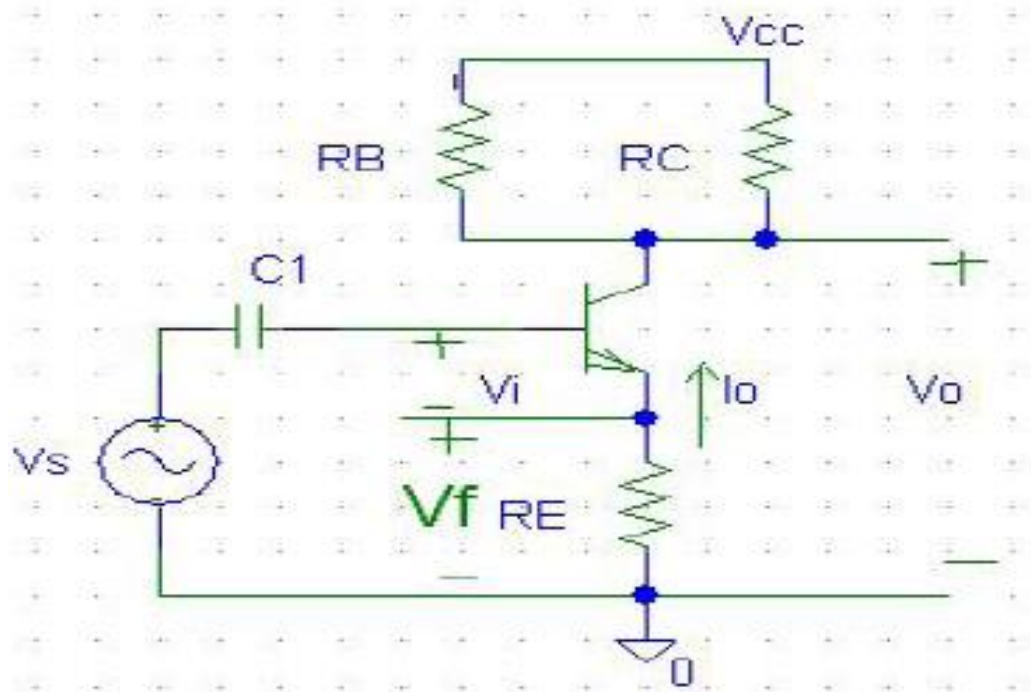 Vcc
RB
RC
C1
+
+
Vi
Io
Vo
−
+
Vs
Vf
RE
−
−
0